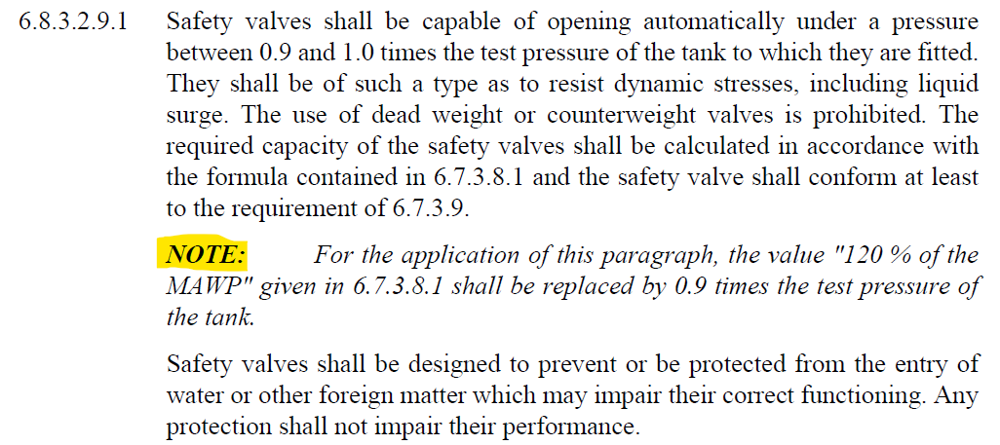 6.8.3.2.9.1 Safety valves shall be capable of opening automatically under a pressure
between 0.9 and 1.0 times the test pressure of the tank to which they are fitted.
They shall be of such a type as to resist dynamic stresses, including liquid
surge. The use of dead weight or counterweight valves is prohibited. The
required capacity of the safety valves shall be calculated in accordance with
the formula contained in 6.7.3.8.1 and the safety valve shall conform at least
to the requirement of 6.7.3.9.
NOTE: For the application of this paragraph, the value "120 % of the
MAWP" given in 6.7.3.8.1 shall be replaced by 0.9 times the test pressure of
the tank.
Safety valves shall be designed to prevent or be protected from the entry of
water or other foreign matter which may impair their correct functioning. Any
protection shall not impair their performance.